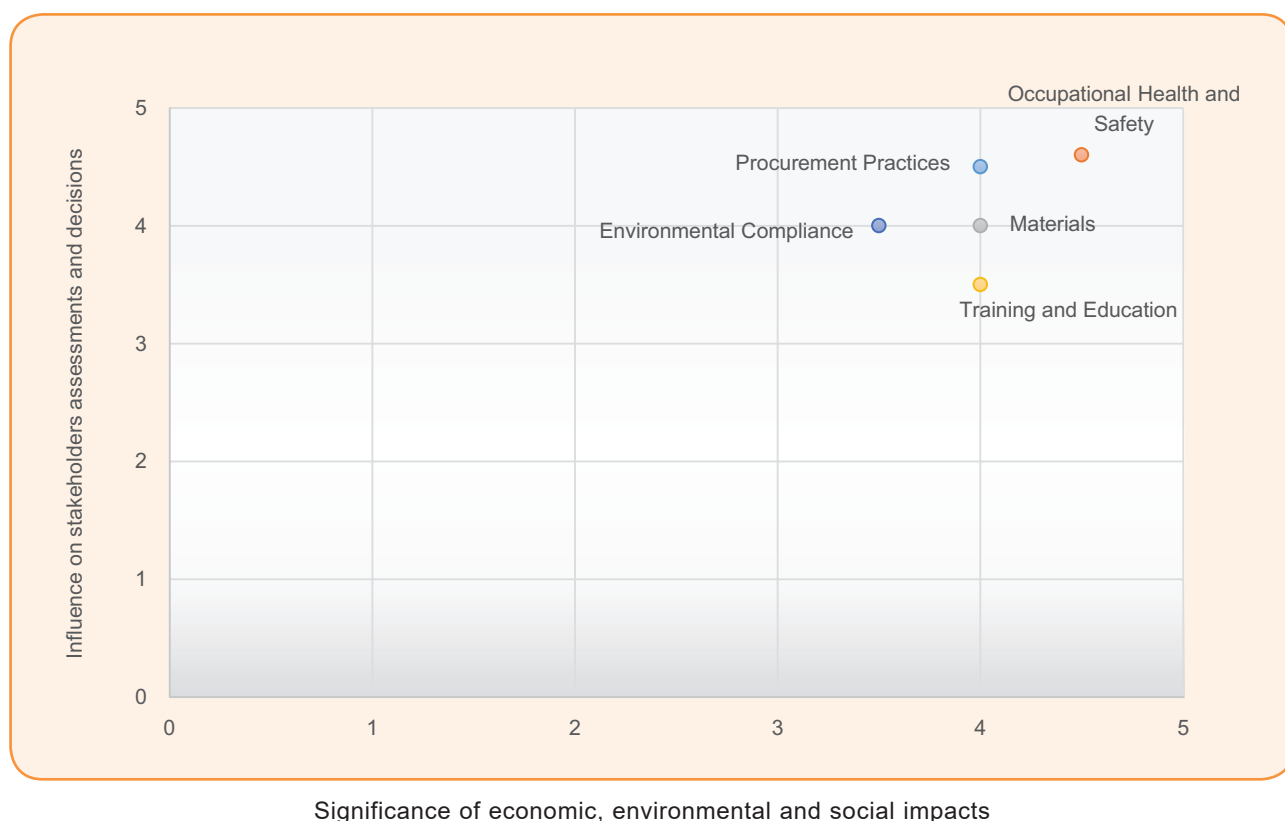 Occupational Health and
Safety
5
Procurement Practices
Environmental Compliance
4
Materials
Training and Education
3
2
1
0
0 1 2 3 4 5
Influence on stakeholders assessments and decisions
Significance of economic, environmental and social impacts